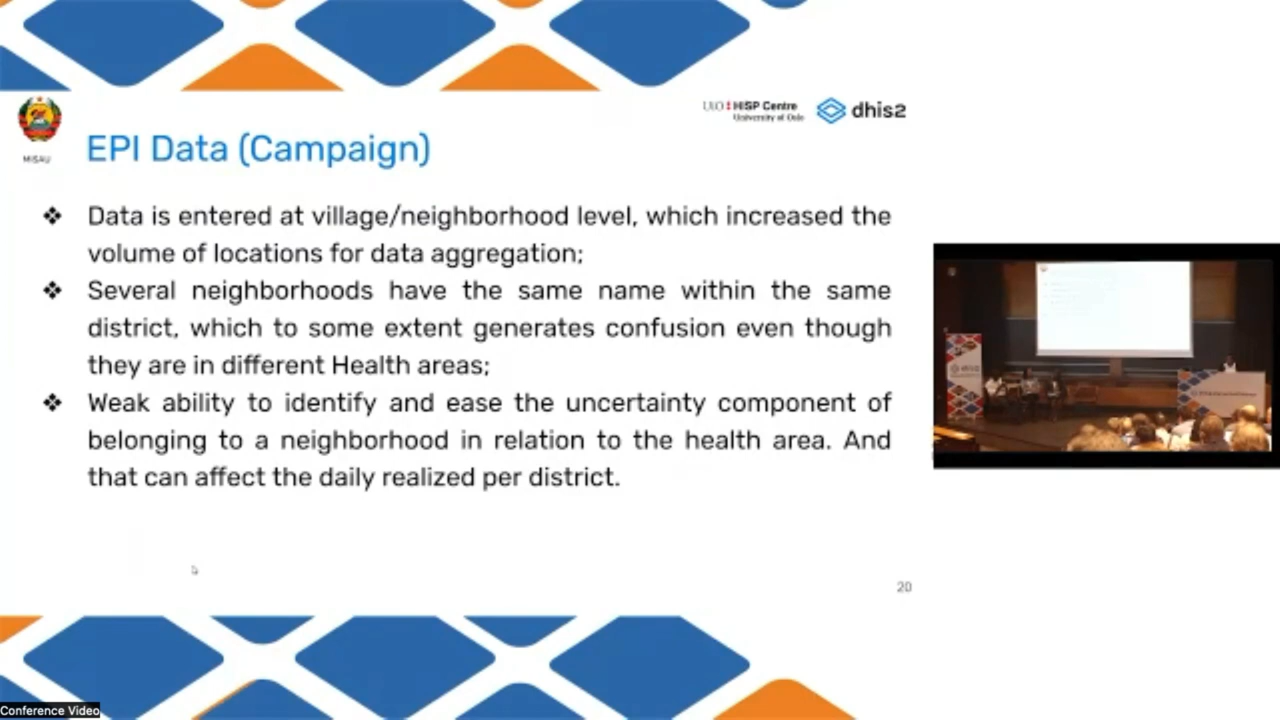 UiO HISP Centre
University of Oslo
dhis2
MISAU
EPI Data (Campaign)
❖ Data is entered at village/neighborhood level, which increased the
volume of locations for data aggregation;
❖ Several neighborhoods have the same name within the same
district, which to some extent generates confusion even though
they are in different Health areas;
❖ Weak ability to identify and ease the uncertainty component of
belonging to a neighborhood in relation to the health area. And
that can affect the daily realized per district.
dhis2
20
Conference Video